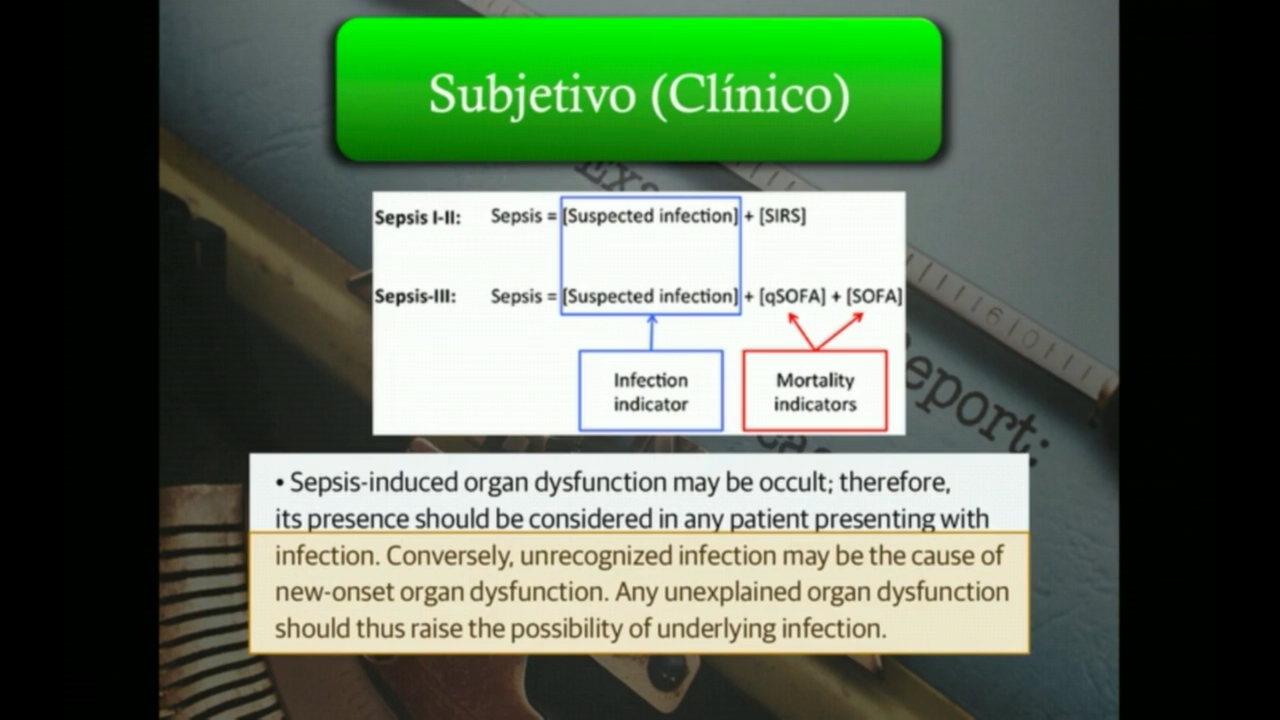 Subjetivo (Clínico)
Exa
Sepsis I-II: Sepsis = [Suspected infection] + [SIRS]
Sepsis-III: Sepsis = [Suspected infection] + [qSOFA] + [SOFA]
Infection
indicator
Mortality
indicators
eport:
• Sepsis-induced organ dysfunction may be occult; therefore,
its presence should be considered in any patient presenting with
infection. Conversely, unrecognized infection may be the cause of
new-onset organ dysfunction. Any unexplained organ dysfunction
should thus raise the possibility of underlying infection.